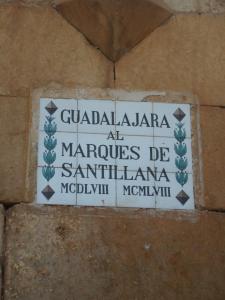 GUADALAJARA
AL
MARQUES DE
SANTILLANA
MCDLVIII MCMLVIII